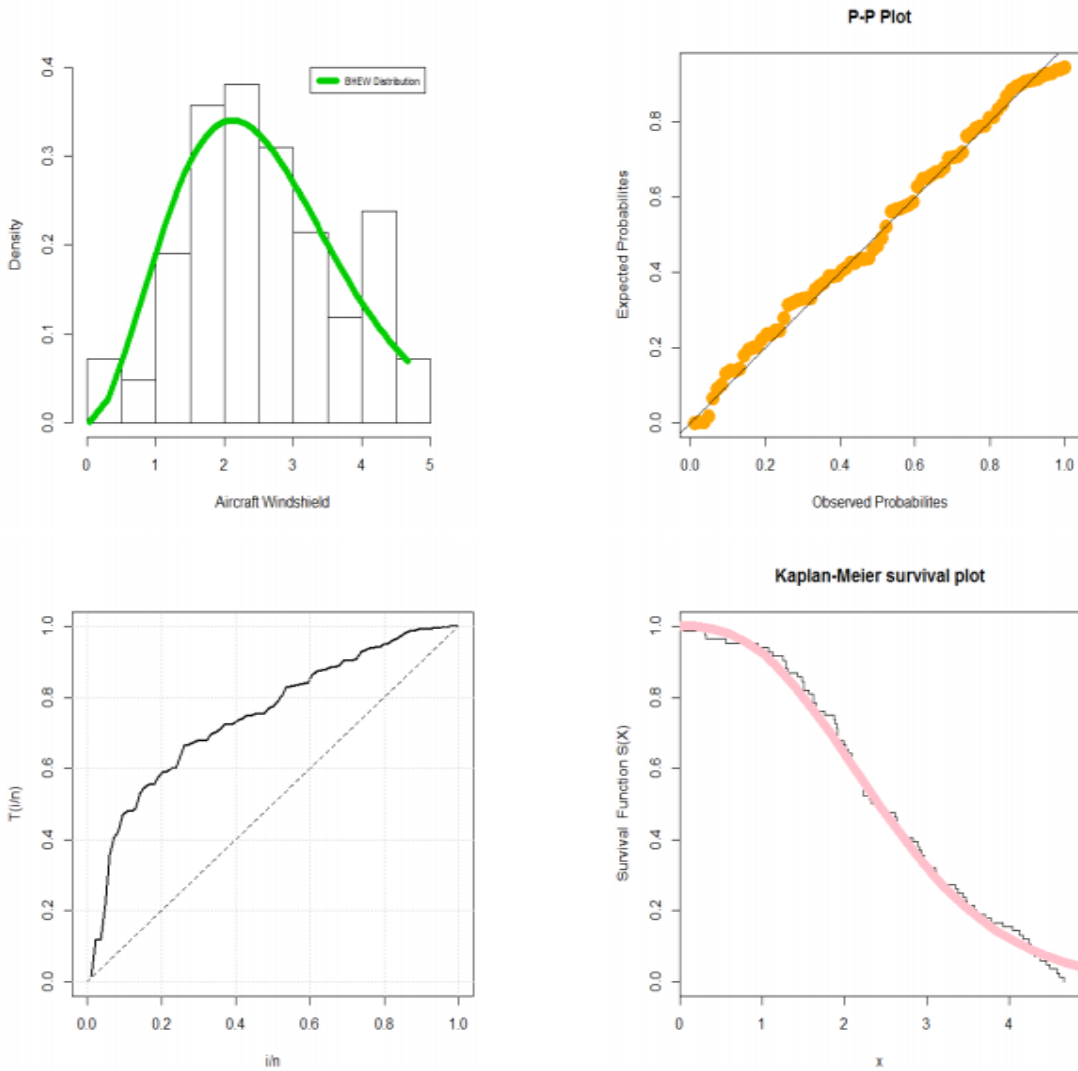 BHEW Distribution
Density
0.0 0.1 0.2 0.3 0.4
0 1 2 3 4 5
Aircraft Windshield
P-P Plot
Expected Probabilites
0.0 0.2 0.4 0.6 0.8
0.0 0.2 0.4 0.6 0.8 1.0
Observed Probabilites
T(i/n)
0.0 0.2 0.4 0.6 0.8 1.0
0.0 0.2 0.4 0.6 0.8 1.0
i/n
Kaplan-Meier survival plot
Survival Function S(X)
0.0 0.2 0.4 0.6 0.8 1.0
0 1 2 3 4
x